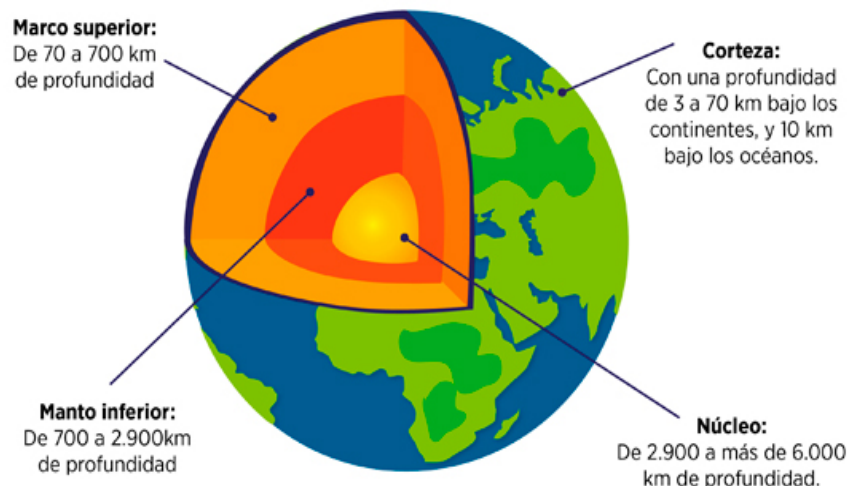 Marco superior:
De 70 a 700 km
de profundidad
Corteza:
Con una profundidad
de 3 a 70 km bajo los
continentes, y 10 km
bajo los océanos.
Manto inferior:
De 700 a 2.900km
de profundidad
Núcleo:
De 2.900 a más de 6.000
km de profundidad.